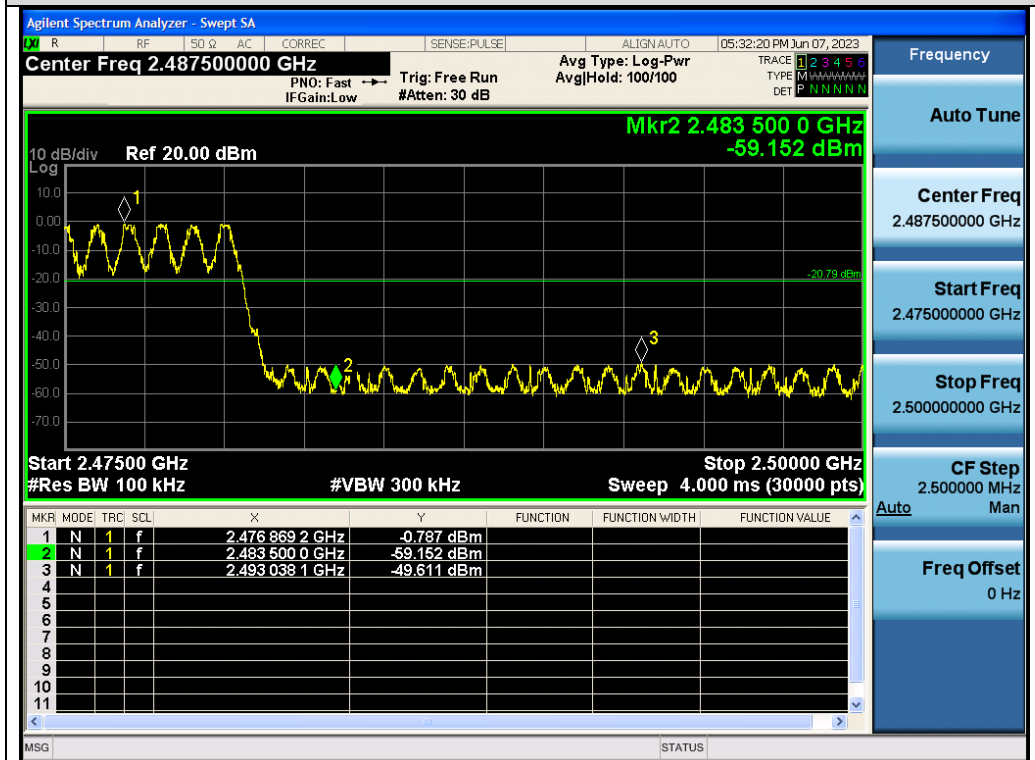 Agilent Spectrum Analyzer - Swept SA
LXI R RF 50 Ω AC CORREC SENSE:PULSE ALIGN AUTO 05:32:20 PM Jun 07, 2023
Center Freq 2.487500000 GHz
PNO: Fast
IFGain:Low
Trig: Free Run
#Atten: 30 dB
Avg Type: Log-Pwr
Avg|Hold: 100/100
TRACE 1 2 3 4 5 6
TYPE M
DET P N N N N N
Mkr2 2.483 500 0 GHz
-59.152 dBm
10 dB/div Ref 20.00 dBm
Log
10.0
0.00
-10.0
-20.0
-30.0
-40.0
-50.0
-60.0
-70.0
1
-20.79 dBm
3
2
Start 2.47500 GHz Stop 2.50000 GHz
#Res BW 100 kHz #VBW 300 kHz Sweep 4.000 ms (30000 pts)
MKR MODE TRC SCL X Y FUNCTION FUNCTION WIDTH FUNCTION VALUE
1 N 1 f 2.476 869 2 GHz -0.787 dBm
2 N 1 f 2.483 500 0 GHz -59.152 dBm
3 N 1 f 2.493 038 1 GHz -49.611 dBm
4
5
6
7
8
9
10
11
MSG STATUS
Frequency
Auto Tune
Center Freq
2.487500000 GHz
Start Freq
2.475000000 GHz
Stop Freq
2.500000000 GHz
CF Step
2.500000 MHz
Auto Man
Freq Offset
0 Hz